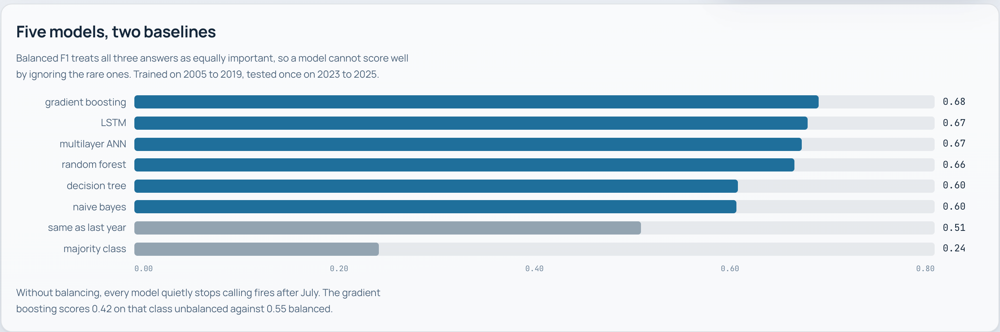 Five models, two baselines
Balanced F1 treats all three answers as equally important, so a model cannot score well
by ignoring the rare ones. Trained on 2005 to 2019, tested once on 2023 to 2025.
gradient boosting 0.68
LSTM 0.67
multilayer ANN 0.67
random forest 0.66
decision tree 0.60
naive bayes 0.60
same as last year 0.51
majority class 0.24
0.00 0.20 0.40 0.60 0.80
Without balancing, every model quietly stops calling fires after July. The gradient
boosting scores 0.42 on that class unbalanced against 0.55 balanced.